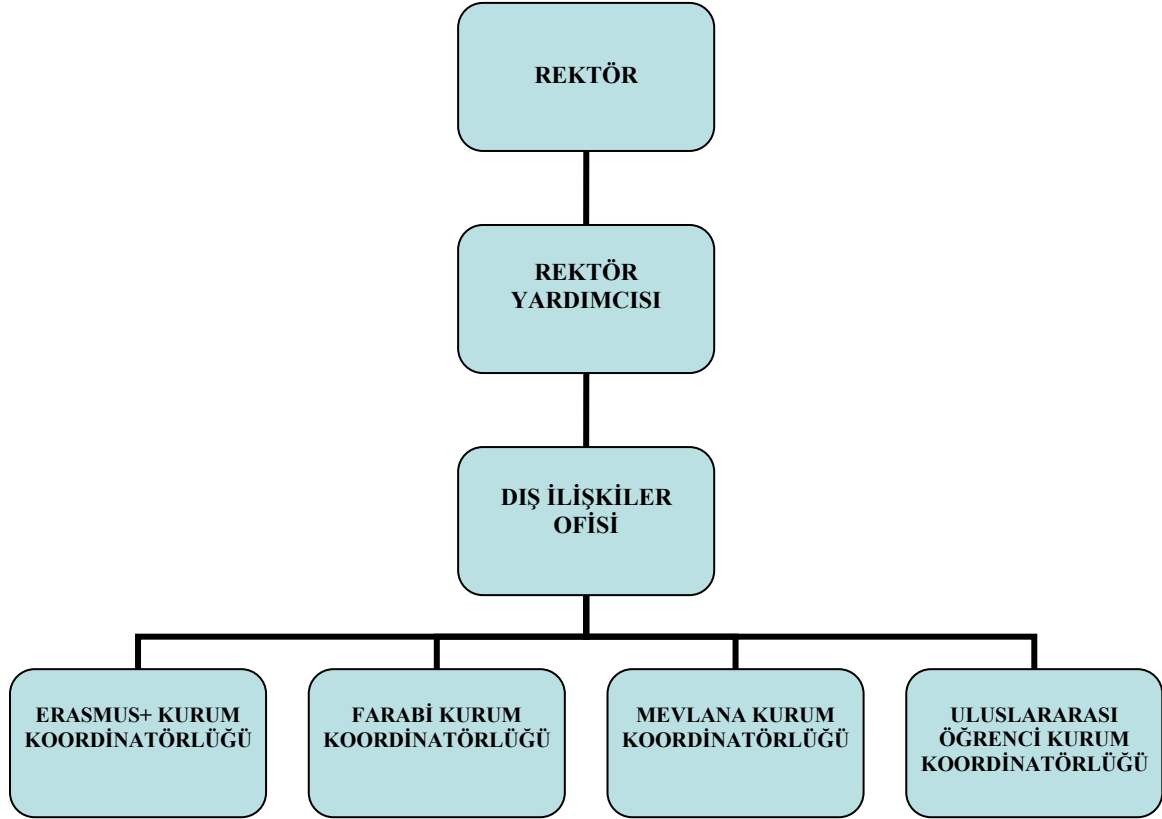 REKTÖR
REKTÖR
YARDIMCISI
DIŞ İLİŞKİLER
OFİSİ
ERASMUS+ KURUM
KOORDİNATÖRLÜĞÜ
FARABİ KURUM
KOORDİNATÖRLÜĞÜ
MEVLANA KURUM
KOORDİNATÖRLÜĞÜ
ULUSLARARASI
ÖĞRENCİ KURUM
KOORDİNATÖRLÜĞÜ